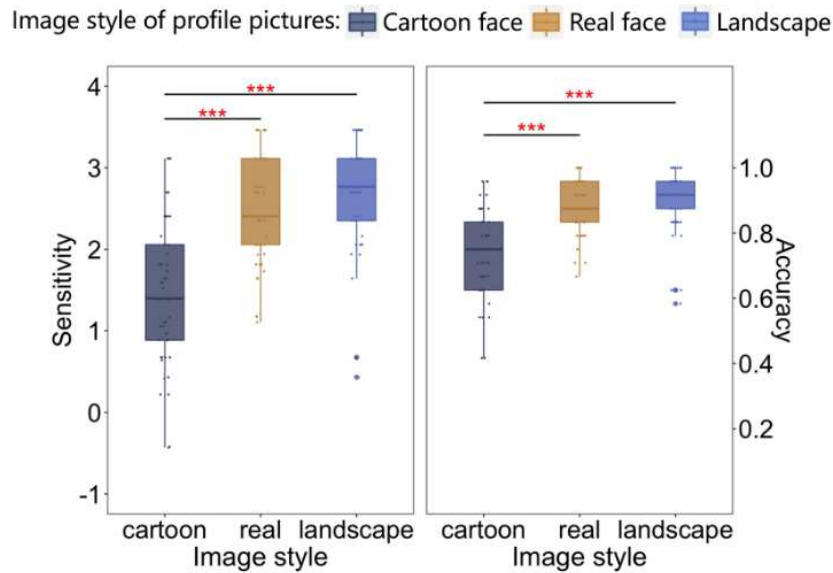 Image style of profile pictures: Cartoon face Real face Landscape
4
3
2
1
0
-1
Sensitivity
*** 
***
cartoon real landscape
Image style
***
***
1.0
0.8
0.6
0.4
0.2
Accuracy
cartoon real landscape
Image style